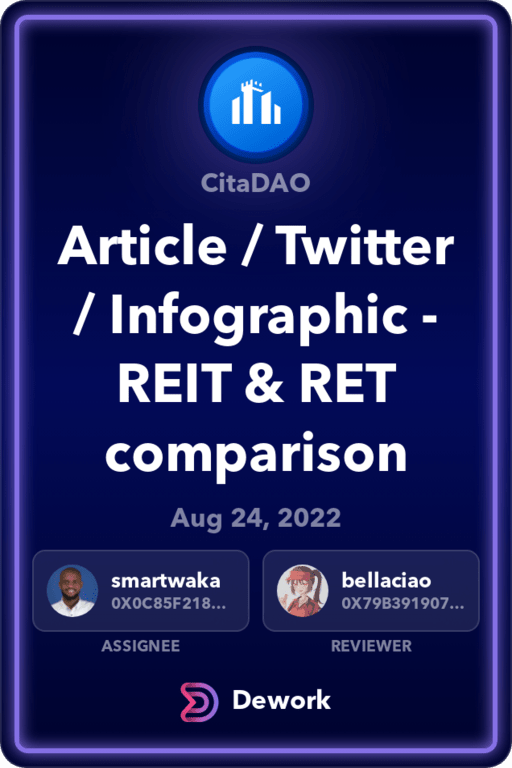 CitaDAO
Article / Twitter
/ Infographic -
REIT & RET
comparison
Aug 24, 2022
smartwaka
0X0C85F218...
bellaciao
0X79B391907...
ASSIGNEE
REVIEWER
Dework